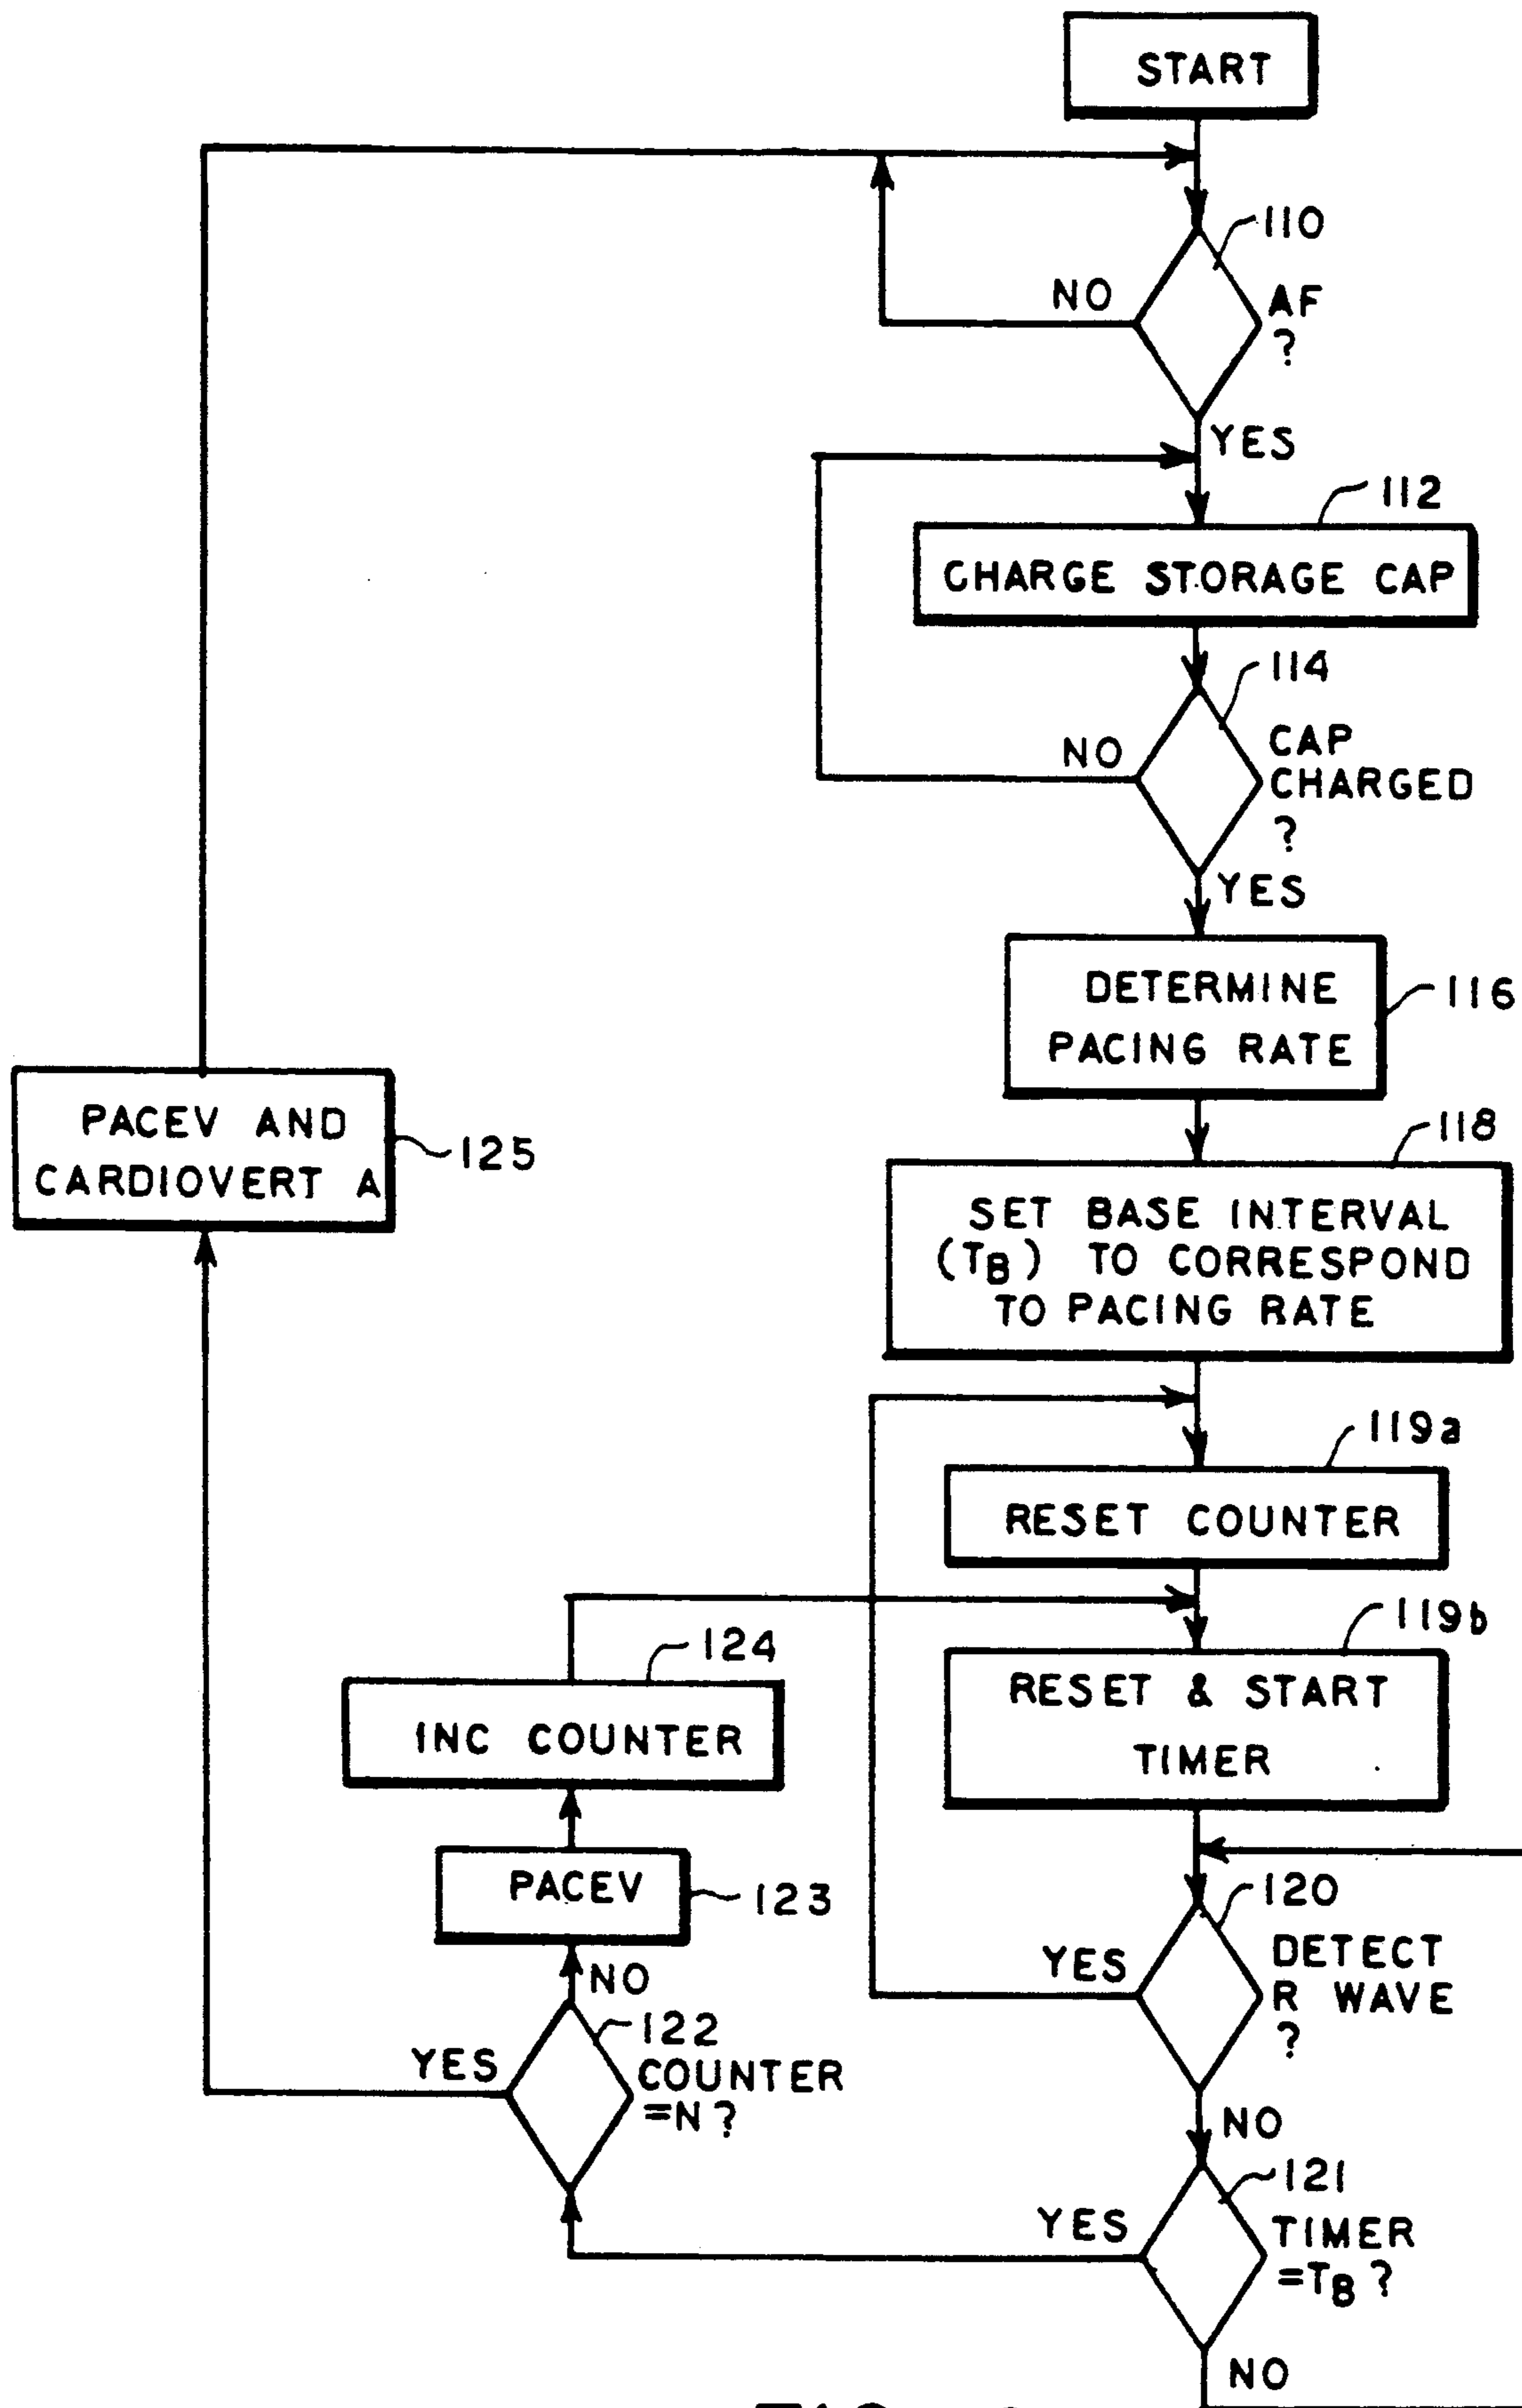 START
110
NO
AF
?
YES
112
CHARGE STORAGE CAP
114
NO
CAP
CHARGED
?
YES
DETERMINE
PACING RATE
116
PACEV AND
CARDIOVERT A
125
118
SET BASE INTERVAL
(TB) TO CORRESPOND
TO PACING RATE
119a
RESET COUNTER
119b
RESET & START
TIMER
124
INC COUNTER
PACEV
123
120
YES
DETECT
R WAVE
?
NO
122
YES
COUNTER
=N?
NO
121
YES
TIMER
=TB?
NO